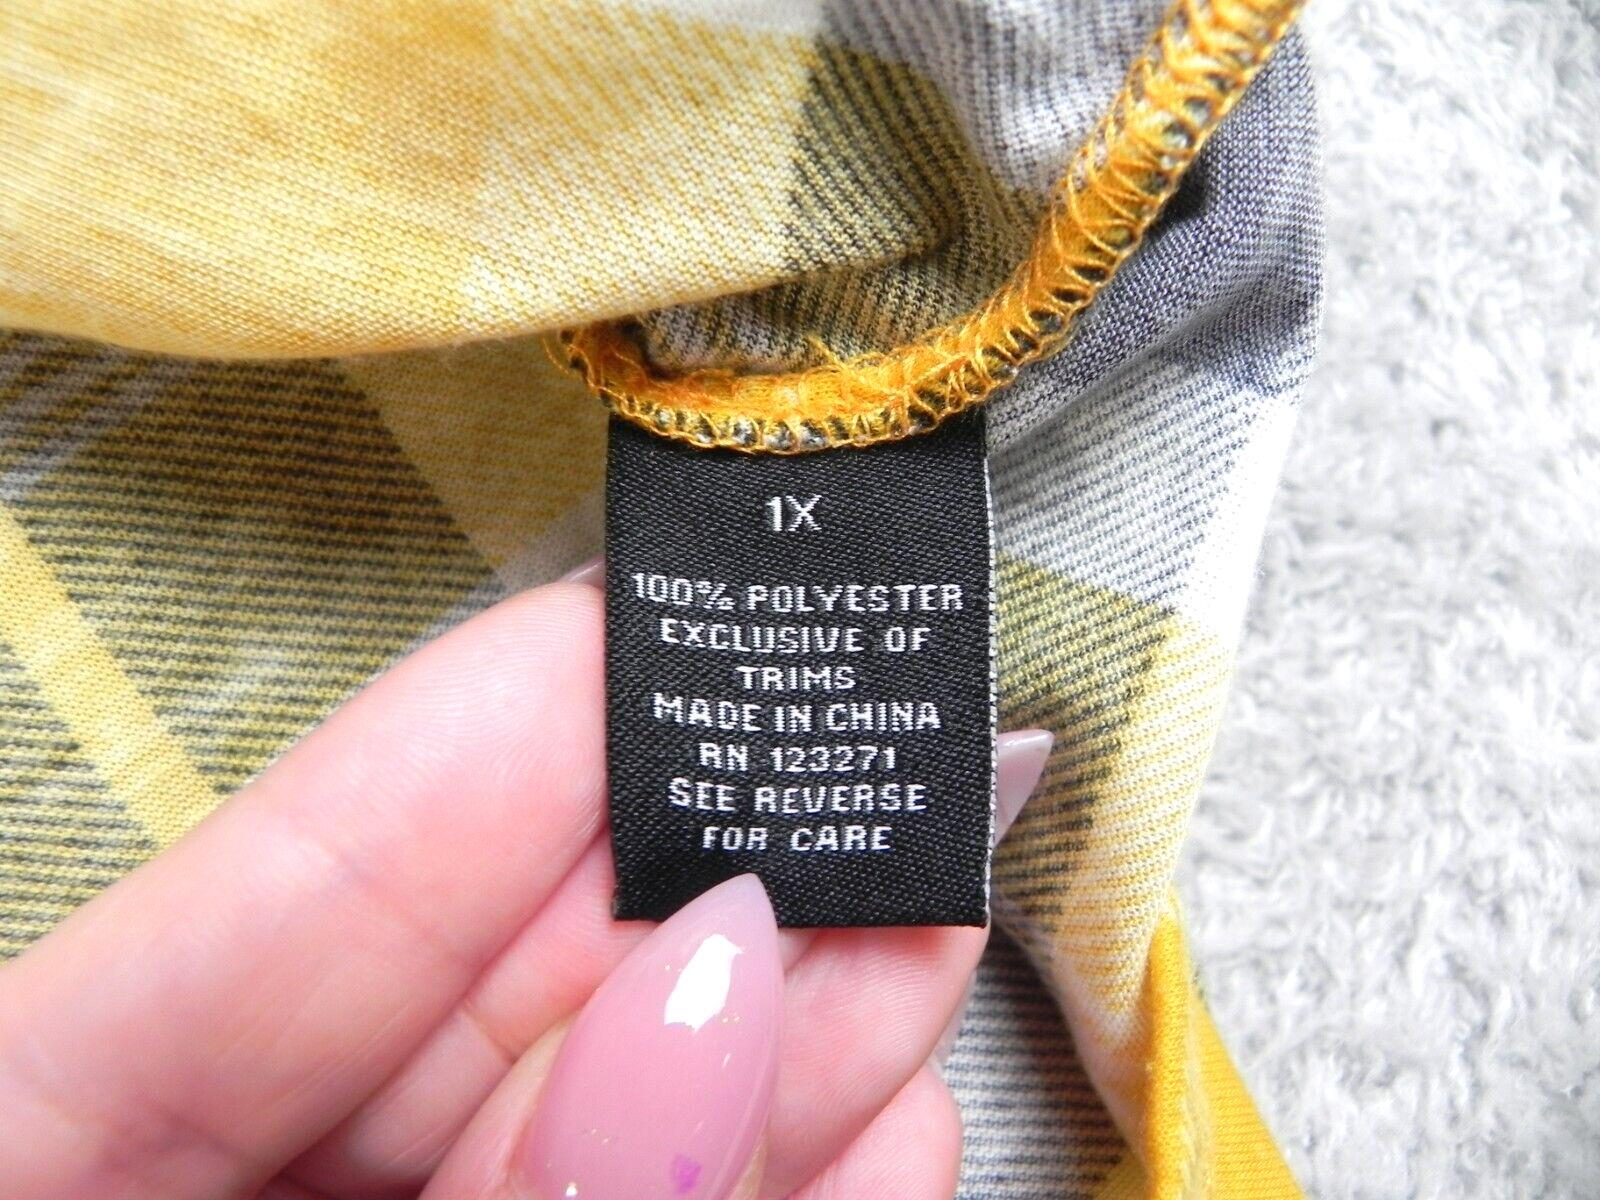 1X
100% POLYESTER
EXCLUSIVE OF
TRIMS
MADE IN CHINA
RN 123271
SEE REVERSE
FOR CARE